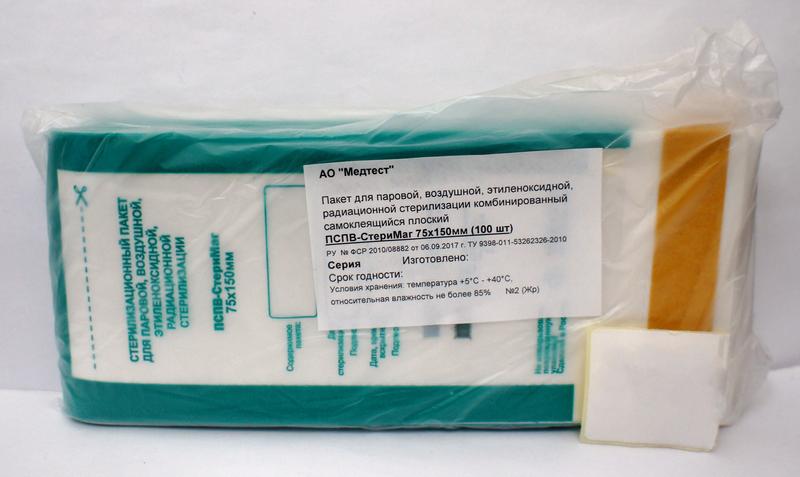 АО "Медтест"
Пакет для паровой, воздушной, этиленоксидной,
радиационной стерилизации комбинированный
самоклеящийся плоский
ПСПВ-СтериМаг 75х150мм (100 шт)
РУ № ФСР 2010/08882 от 06.09.2017 г. ТУ 9398-011-53262326-2010
Серия Изготовлено:
Срок годности:
Условия хранения: температура +5°С - +40°С,
относительная влажность не более 85% №2 (Жр)
СТЕРИЛИЗАЦИОННЫЙ ПАКЕТ
ДЛЯ ПАРОВОЙ, ВОЗДУШНОЙ,
ЭТИЛЕНОКСИДНОЙ,
РАДИАЦИОННОЙ
СТЕРИЛИЗАЦИИ
ПСПВ-СтериМаг
75х150мм
Содержимое
пакета: